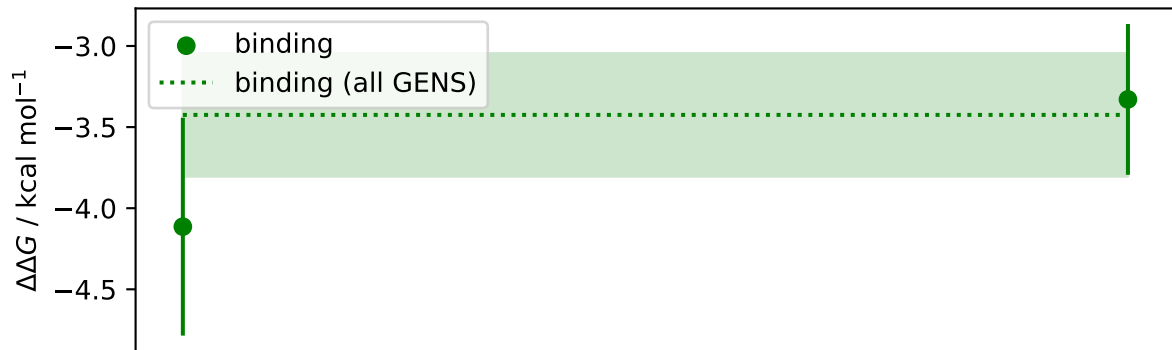 binding
binding (all GENS)
−3.0
−3.5
−4.0
−4.5
ΔΔG / kcal mol⁻¹